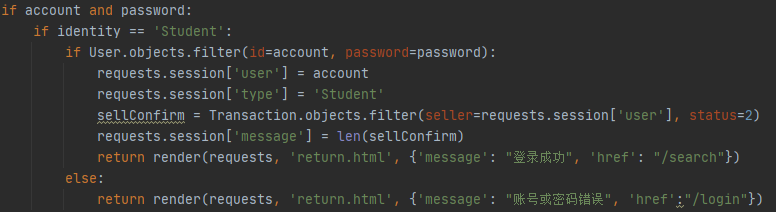 if account and password:
if identity == 'Student':
if User.objects.filter(id=account, password=password):
requests.session['user'] = account
requests.session['type'] = 'Student'
sellConfirm = Transaction.objects.filter(seller=requests.session['user'], status=2)
requests.session['message'] = len(sellConfirm)
return render(requests, 'return.html', {'message': "登录成功", 'href': "/search"})
else:
return render(requests, 'return.html', {'message': "账号或密码错误", 'href':"/login"})